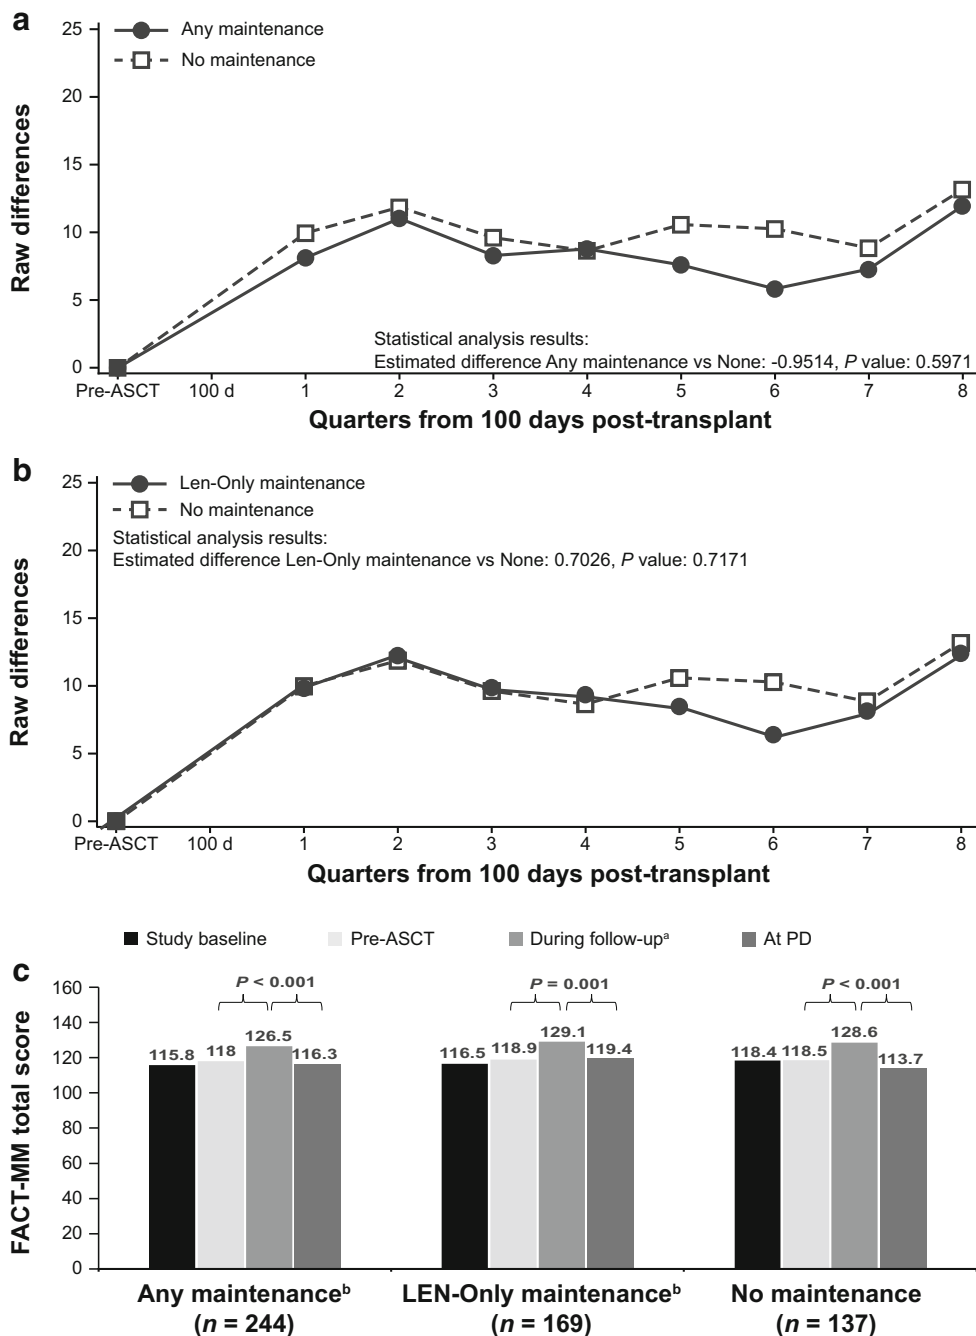 a
25
20
15
10
5
0
Raw differences
Any maintenance
No maintenance
Statistical analysis results:
Estimated difference Any maintenance vs None: -0.9514, P value: 0.5971
Pre-ASCT 100 d 1 2 3 4 5 6 7 8
Quarters from 100 days post-transplant
b
25
20
15
10
5
0
Raw differences
Len-Only maintenance
No maintenance
Statistical analysis results:
Estimated difference Len-Only maintenance vs None: 0.7026, P value: 0.7171
Pre-ASCT 100 d 1 2 3 4 5 6 7 8
Quarters from 100 days post-transplant
Study baseline Pre-ASCT During follow-upᵃ At PD
c
160
140
120
100
80
60
40
20
0
FACT-MM total score
P < 0.001 P = 0.001 P < 0.001
115.8 118 126.5 116.3 116.5 118.9 129.1 119.4 118.4 118.5 128.6 113.7
Any maintenanceᵇ LEN-Only maintenanceᵇ No maintenance
(n = 244) (n = 169) (n = 137)